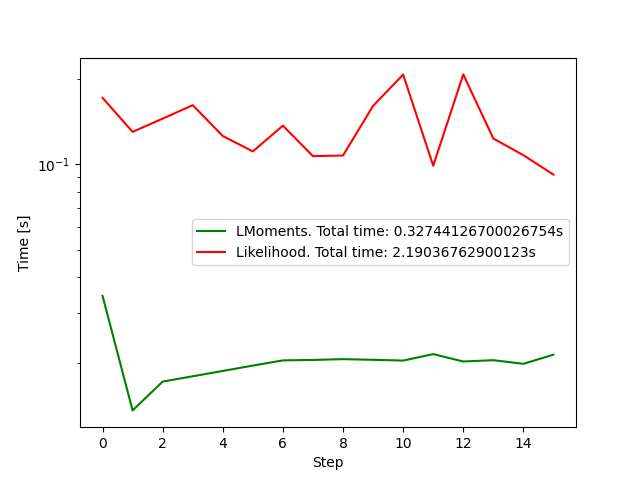 Time [s]
10⁻¹
LMoments. Total time: 0.32744126700026754s
Likelihood. Total time: 2.19036762900123s
0 2 4 6 8 10 12 14
Step